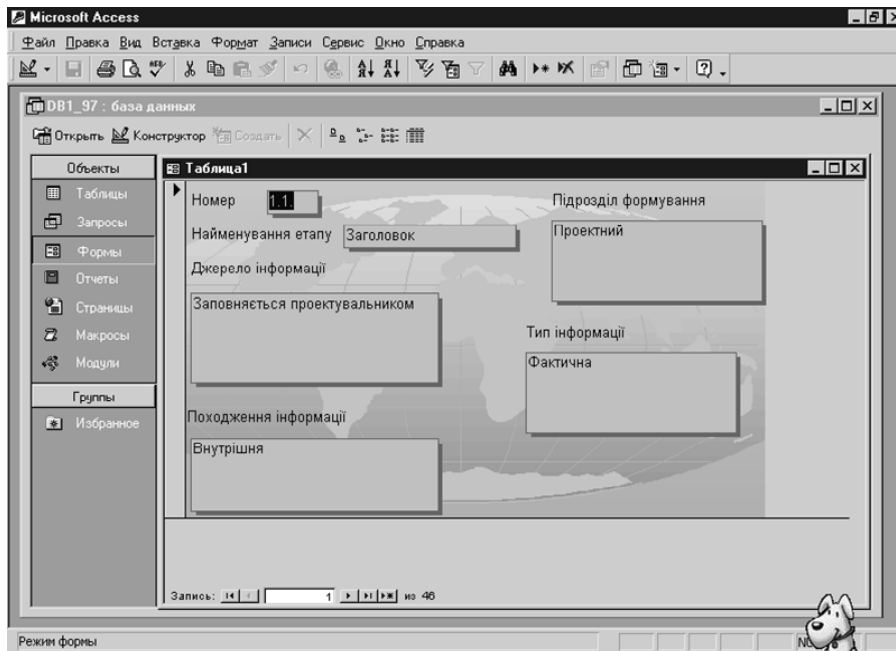 Microsoft Access
Файл Правка Вид Вставка Формат Записи Сервис Окно Справка
DB1_97 : база данных
Открыть Конструктор Создать
Объекты
Таблицы
Запросы
Формы
Отчеты
Страницы
Макросы
Модули
Группы
Избранное
Таблица1
Номер 1.1.
Підрозділ формування
Проектний
Найменування етапу Заголовок
Джерело інформації
Заповняється проектувальником
Тип інформації
Фактична
Походження інформації
Внутрішня
Запись: 1 из 46
Режим формы